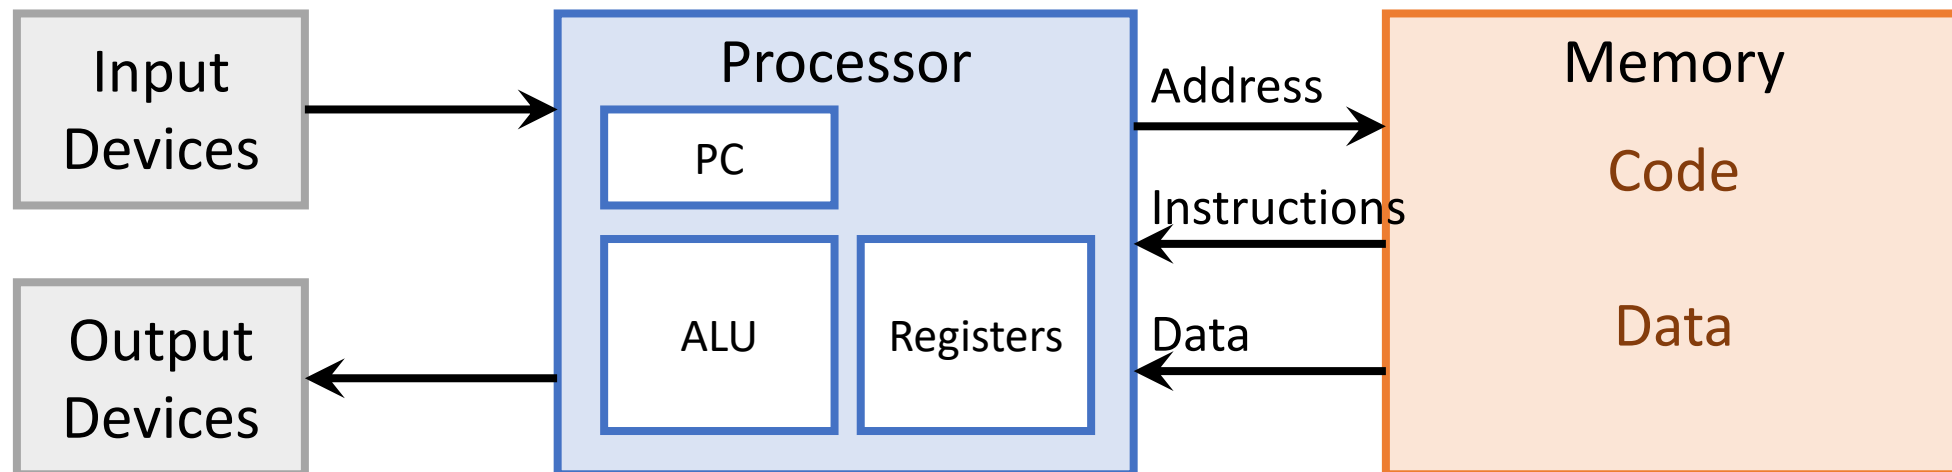 Input
Devices
Output
Devices
Processor
PC
ALU
Registers
Address
Instructions
Data
Memory
Code
Data